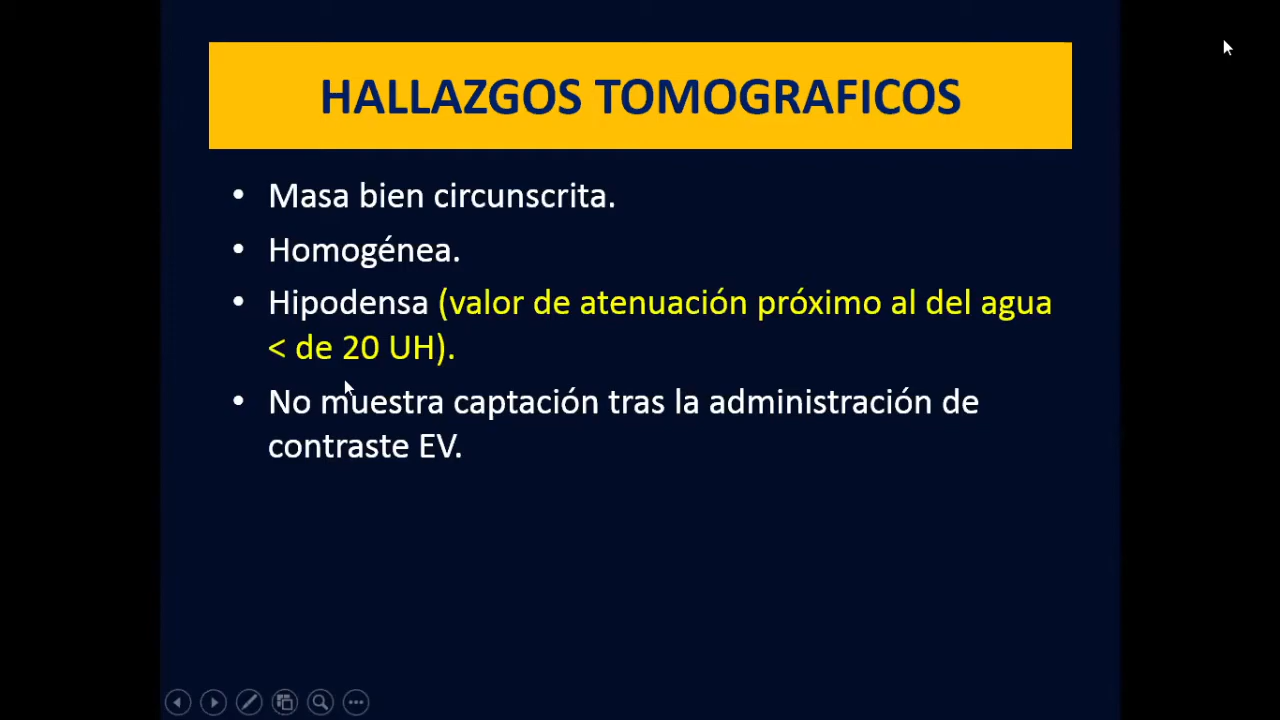 HALLAZGOS TOMOGRAFICOS
• Masa bien circunscrita.
• Homogénea.
• Hipodensa (valor de atenuación próximo al del agua
< de 20 UH).
• No muestra captación tras la administración de
contraste EV.